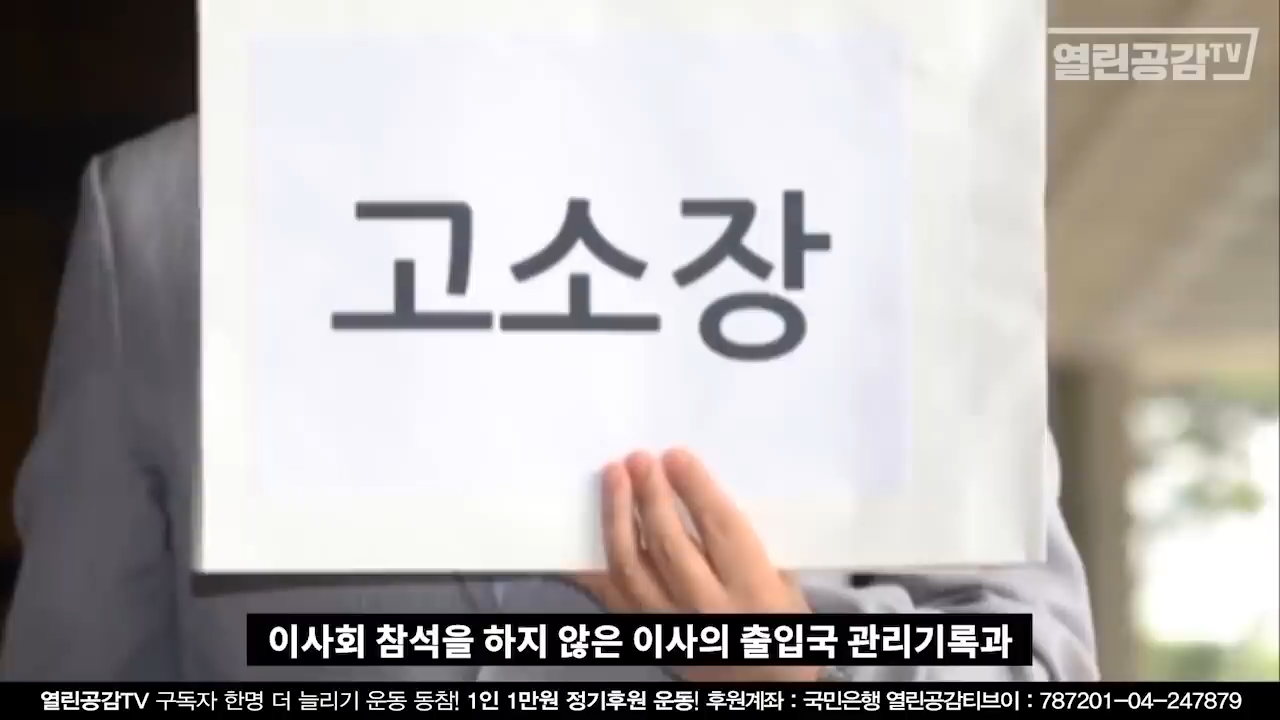 열린공감TV
고소장
이사회 참석을 하지 않은 이사의 출입국 관리기록과
열린공감TV 구독자 한명 더 늘리기 운동 동참! 1인 1만원 정기후원 운동! 후원계좌 : 국민은행 열린공감티브이 : 787201-04-247879